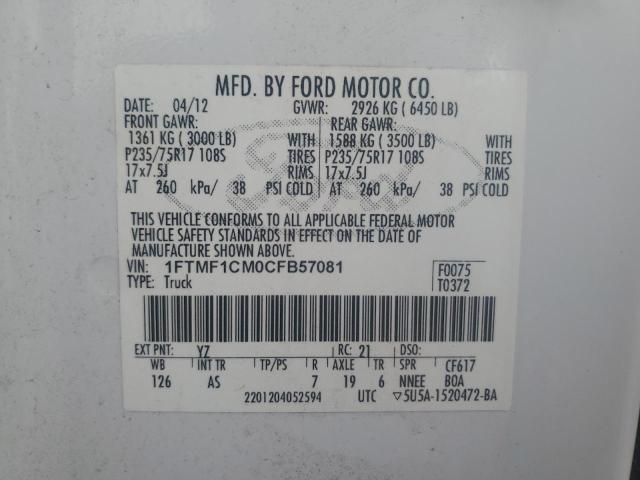 MFD. BY FORD MOTOR CO.
DATE: 04/12 GVWR: 2926 KG ( 6450 LB)
FRONT GAWR: REAR GAWR:
1361 KG ( 3000 LB) WITH 1588 KG ( 3500 LB) WITH
P235/75R17 108S TIRES P235/75R17 108S TIRES
17x7.5J RIMS 17x7.5J RIMS
AT 260 kPa/ 38 PSI COLD AT 260 kPa/ 38 PSI COLD
THIS VEHICLE CONFORMS TO ALL APPLICABLE FEDERAL MOTOR
VEHICLE SAFETY STANDARDS IN EFFECT ON THE DATE OF
MANUFACTURE SHOWN ABOVE.
VIN: 1FTMF1CM0CFB57081 F0075
TYPE: Truck T0372
EXT PNT: YZ RC: 21 DSO:
WB INT TR TP/PS R AXLE TR SPR CF617
126 AS 7 19 6 NNEE BOA
2201204052594 UTC ▽5U5A-1520472-BA
Ford